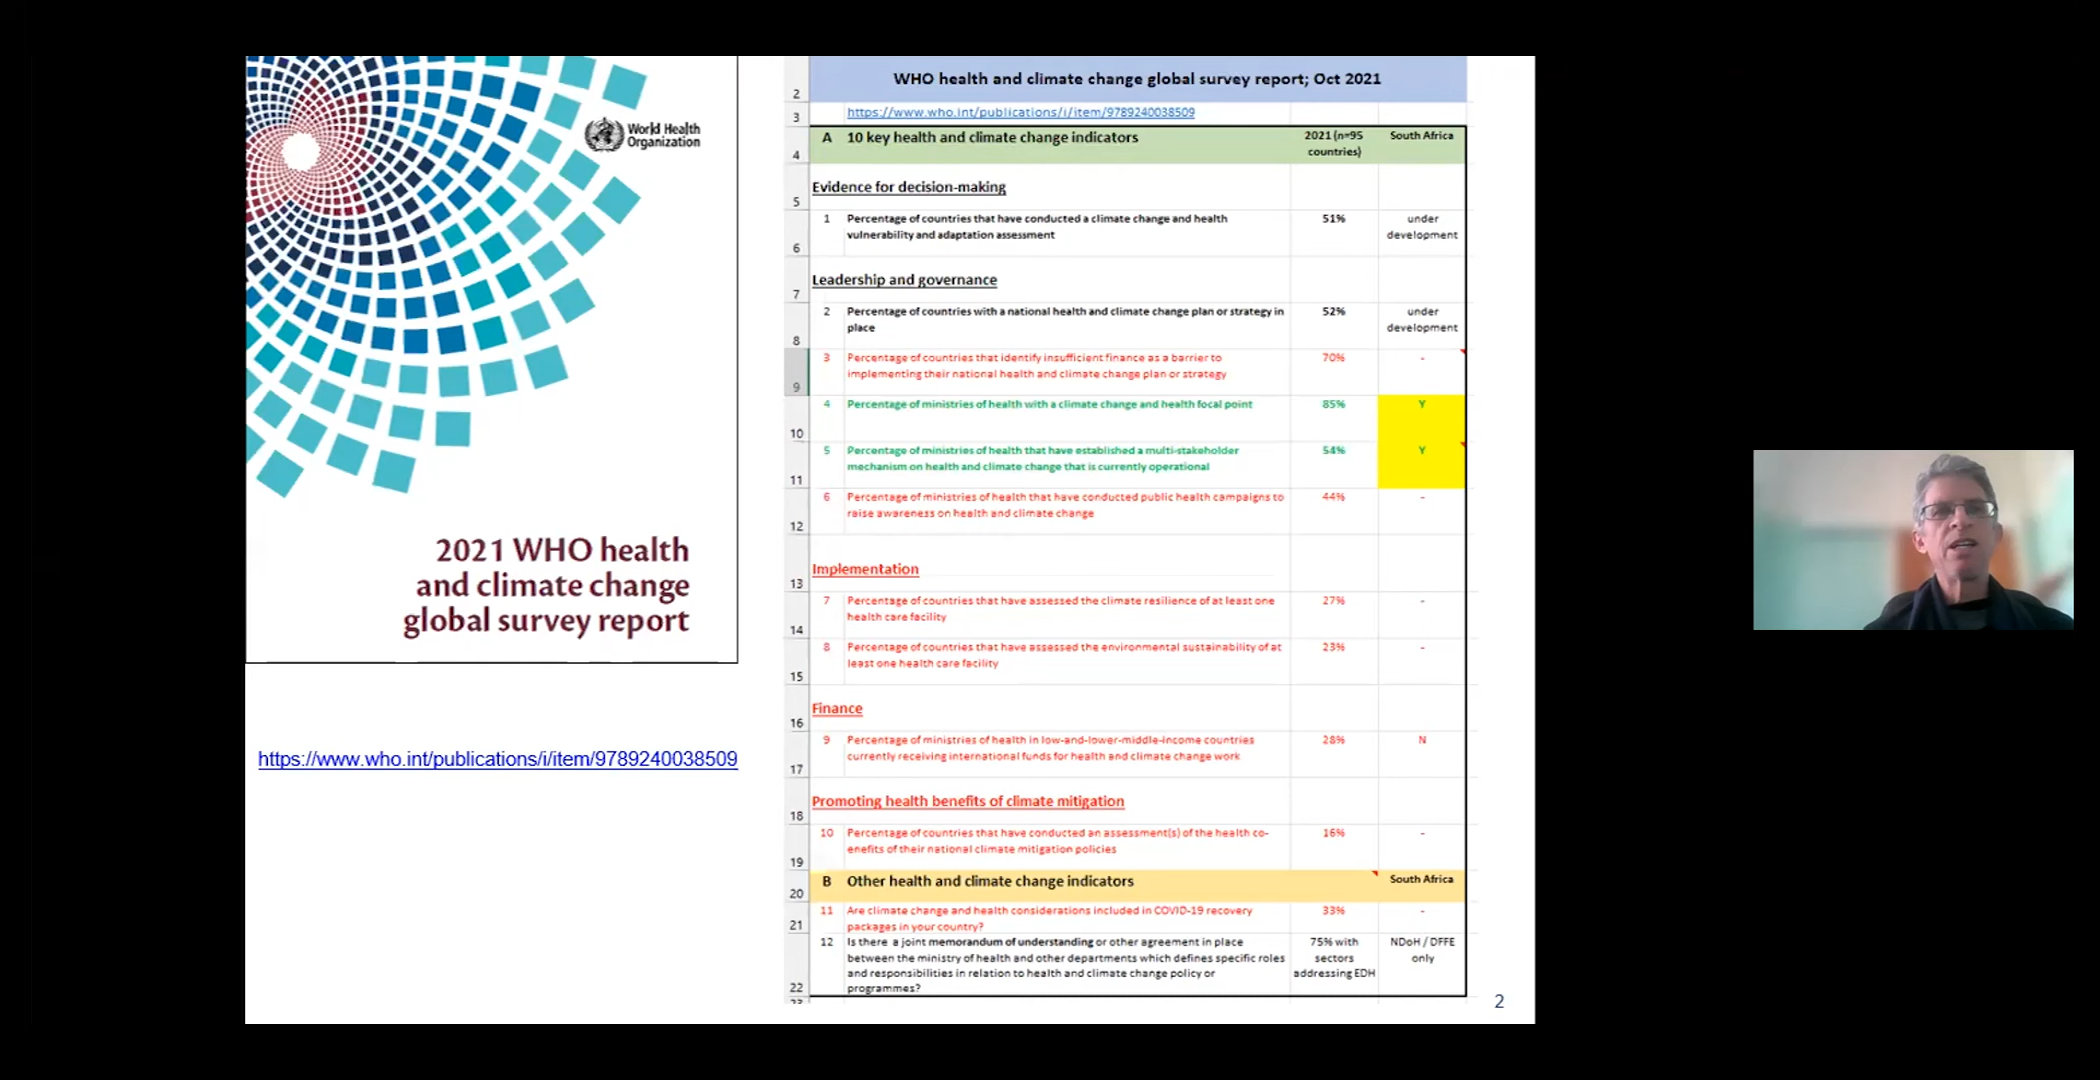 World Health
Organization
2021 WHO health
and climate change
global survey report
https://www.who.int/publications/i/item/9789240038509
2
WHO health and climate change global survey report; Oct 2021
3
https://www.who.int/publications/i/item/9789240038509
4
A 10 key health and climate change indicators 2021 (n=95 South Africa
countries)
5
Evidence for decision-making
6
1 Percentage of countries that have conducted a climate change and health 51% under
vulnerability and adaptation assessment development
7
Leadership and governance
8
2 Percentage of countries with a national health and climate change plan or strategy in 52% under
place development
9
3 Percentage of countries that identify insufficient finance as a barrier to 70% -
implementing their national health and climate change plan or strategy
10
4 Percentage of ministries of health with a climate change and health focal point 85% Y
11
5 Percentage of ministries of health that have established a multi-stakeholder 54% Y
mechanism on health and climate change that is currently operational
12
6 Percentage of ministries of health that have conducted public health campaigns to 44% -
raise awareness on health and climate change
13
Implementation
14
7 Percentage of countries that have assessed the climate resilience of at least one 27% -
health care facility
15
8 Percentage of countries that have assessed the environmental sustainability of at 23% -
least one health care facility
16
Finance
17
9 Percentage of ministries of health in low-and-lower-middle-income countries 28% N
currently receiving international funds for health and climate change work
18
Promoting health benefits of climate mitigation
19
10 Percentage of countries that have conducted an assessment(s) of the health co- 16% -
enefits of their national climate mitigation policies
20
B Other health and climate change indicators South Africa
21
11 Are climate change and health considerations included in COVID-19 recovery 33% -
packages in your country?
22
12 Is there a joint memorandum of understanding or other agreement in place 75% with NDoH / DFFE
between the ministry of health and other departments which defines specific roles sectors only
and responsibilities in relation to health and climate change policy or addressing EDH
programmes?
23
2